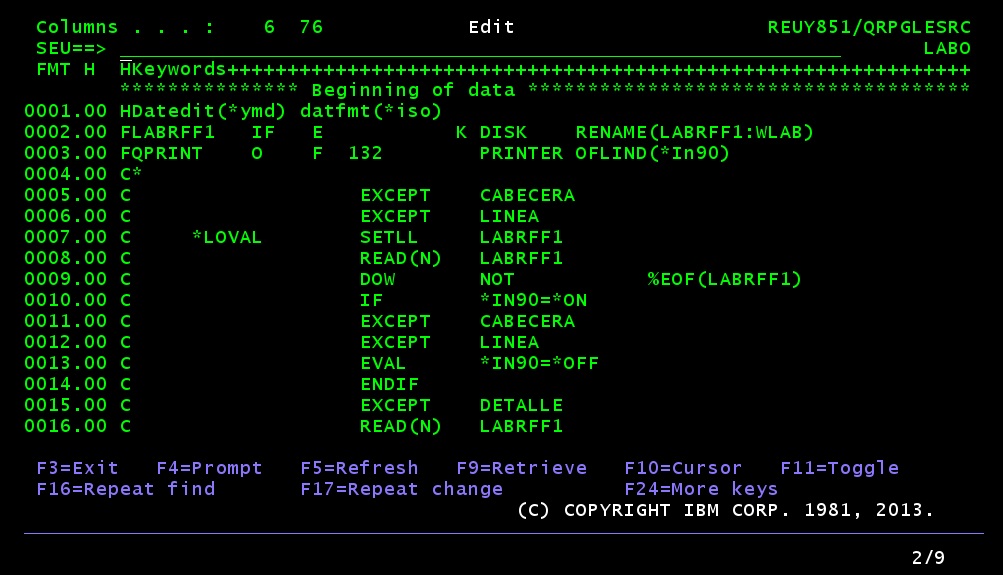 Columns . . . :    6  76            Edit                     REUY851/QRPGLESRC
SEU==> ____________________________________________________________       LABO
FMT H  HKeywords++++++++++++++++++++++++++++++++++++++++++++++++++++++++++++++
       *************** Beginning of data *************************************
0001.00 HDatedit(*ymd) datfmt(*iso)
0002.00 FLABRFF1   IF   E           K DISK    RENAME(LABRFF1:WLAB)
0003.00 FQPRINT    O    F  132        PRINTER OFLIND(*In90)
0004.00 C*
0005.00 C                   EXCEPT    CABECERA
0006.00 C                   EXCEPT    LINEA
0007.00 C     *LOVAL        SETLL     LABRFF1
0008.00 C                   READ(N)   LABRFF1
0009.00 C                   DOW       NOT           %EOF(LABRFF1)
0010.00 C                   IF        *IN90=*ON
0011.00 C                   EXCEPT    CABECERA
0012.00 C                   EXCEPT    LINEA
0013.00 C                   EVAL      *IN90=*OFF
0014.00 C                   ENDIF
0015.00 C                   EXCEPT    DETALLE
0016.00 C                   READ(N)   LABRFF1
F3=Exit   F4=Prompt   F5=Refresh   F9=Retrieve   F10=Cursor   F11=Toggle
F16=Repeat find       F17=Repeat change          F24=More keys
(C) COPYRIGHT IBM CORP. 1981, 2013.
2/9